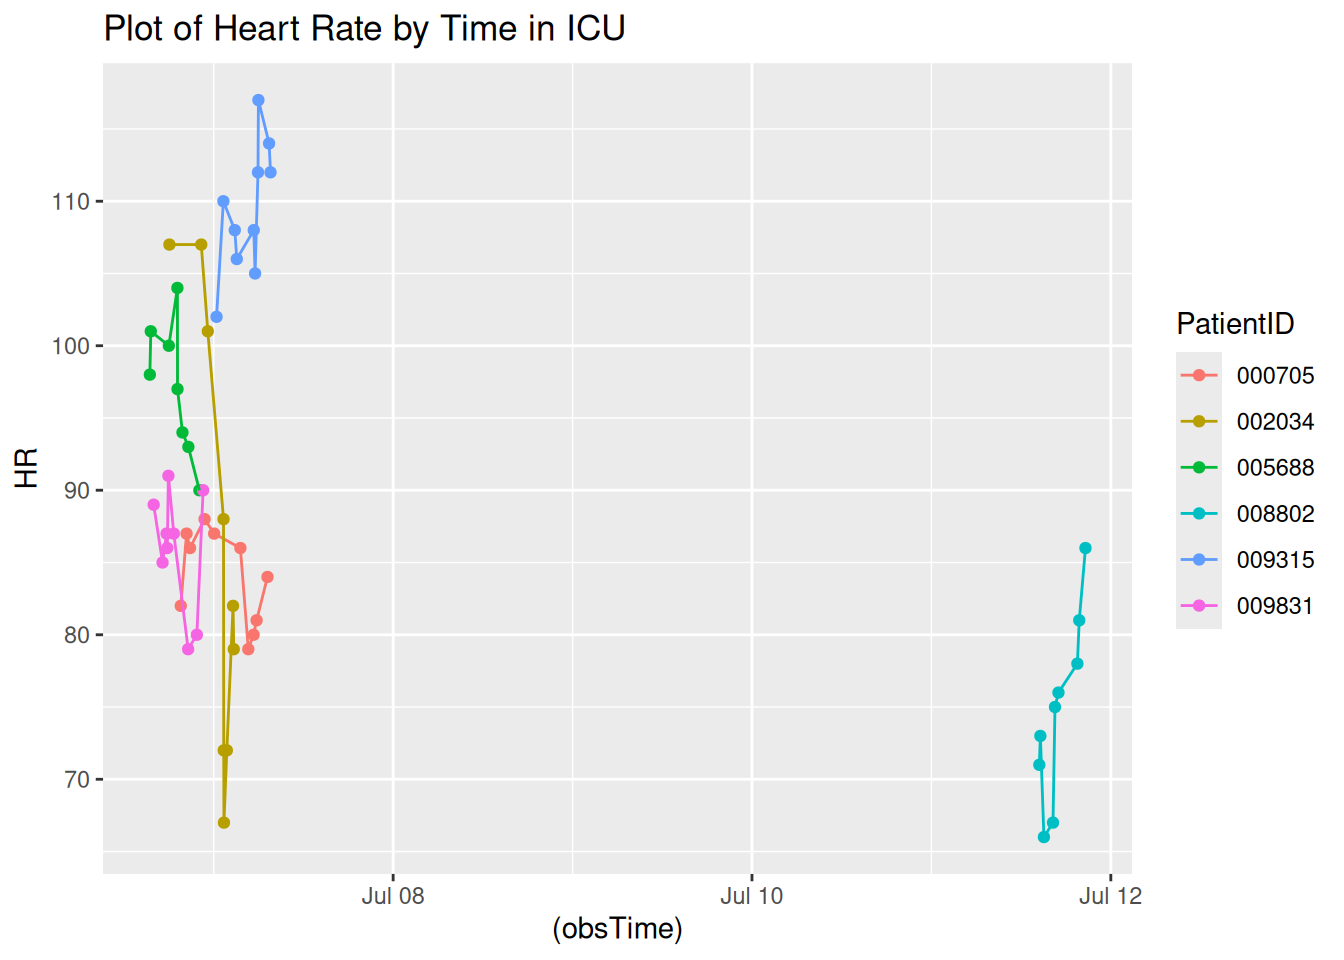 Plot of Heart Rate by Time in ICU
HR
110
100
90
80
70
Jul 08
Jul 10
Jul 12
(obsTime)
PatientID
000705
002034
005688
008802
009315
009831